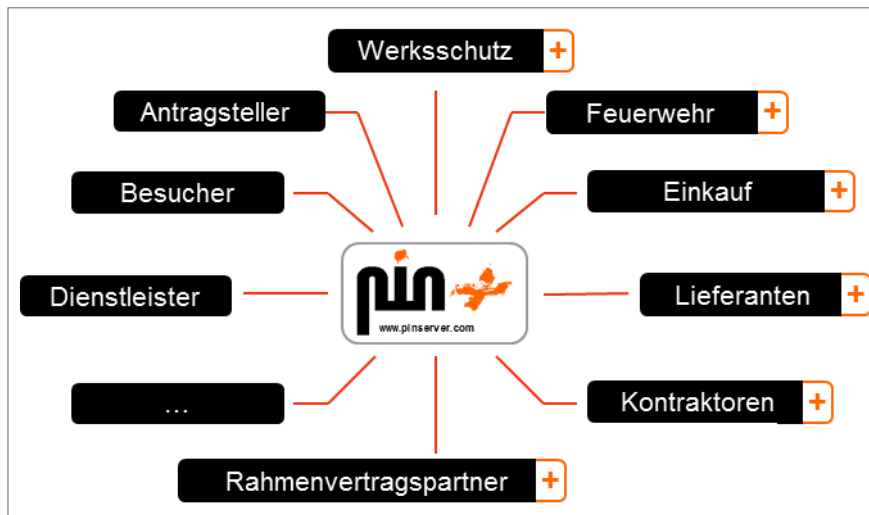 Werksschutz +
Antragsteller
Feuerwehr +
Besucher
Einkauf +
pin
www.pinserver.com
Dienstleister
Lieferanten +
...
Kontraktoren +
Rahmenvertragspartner +